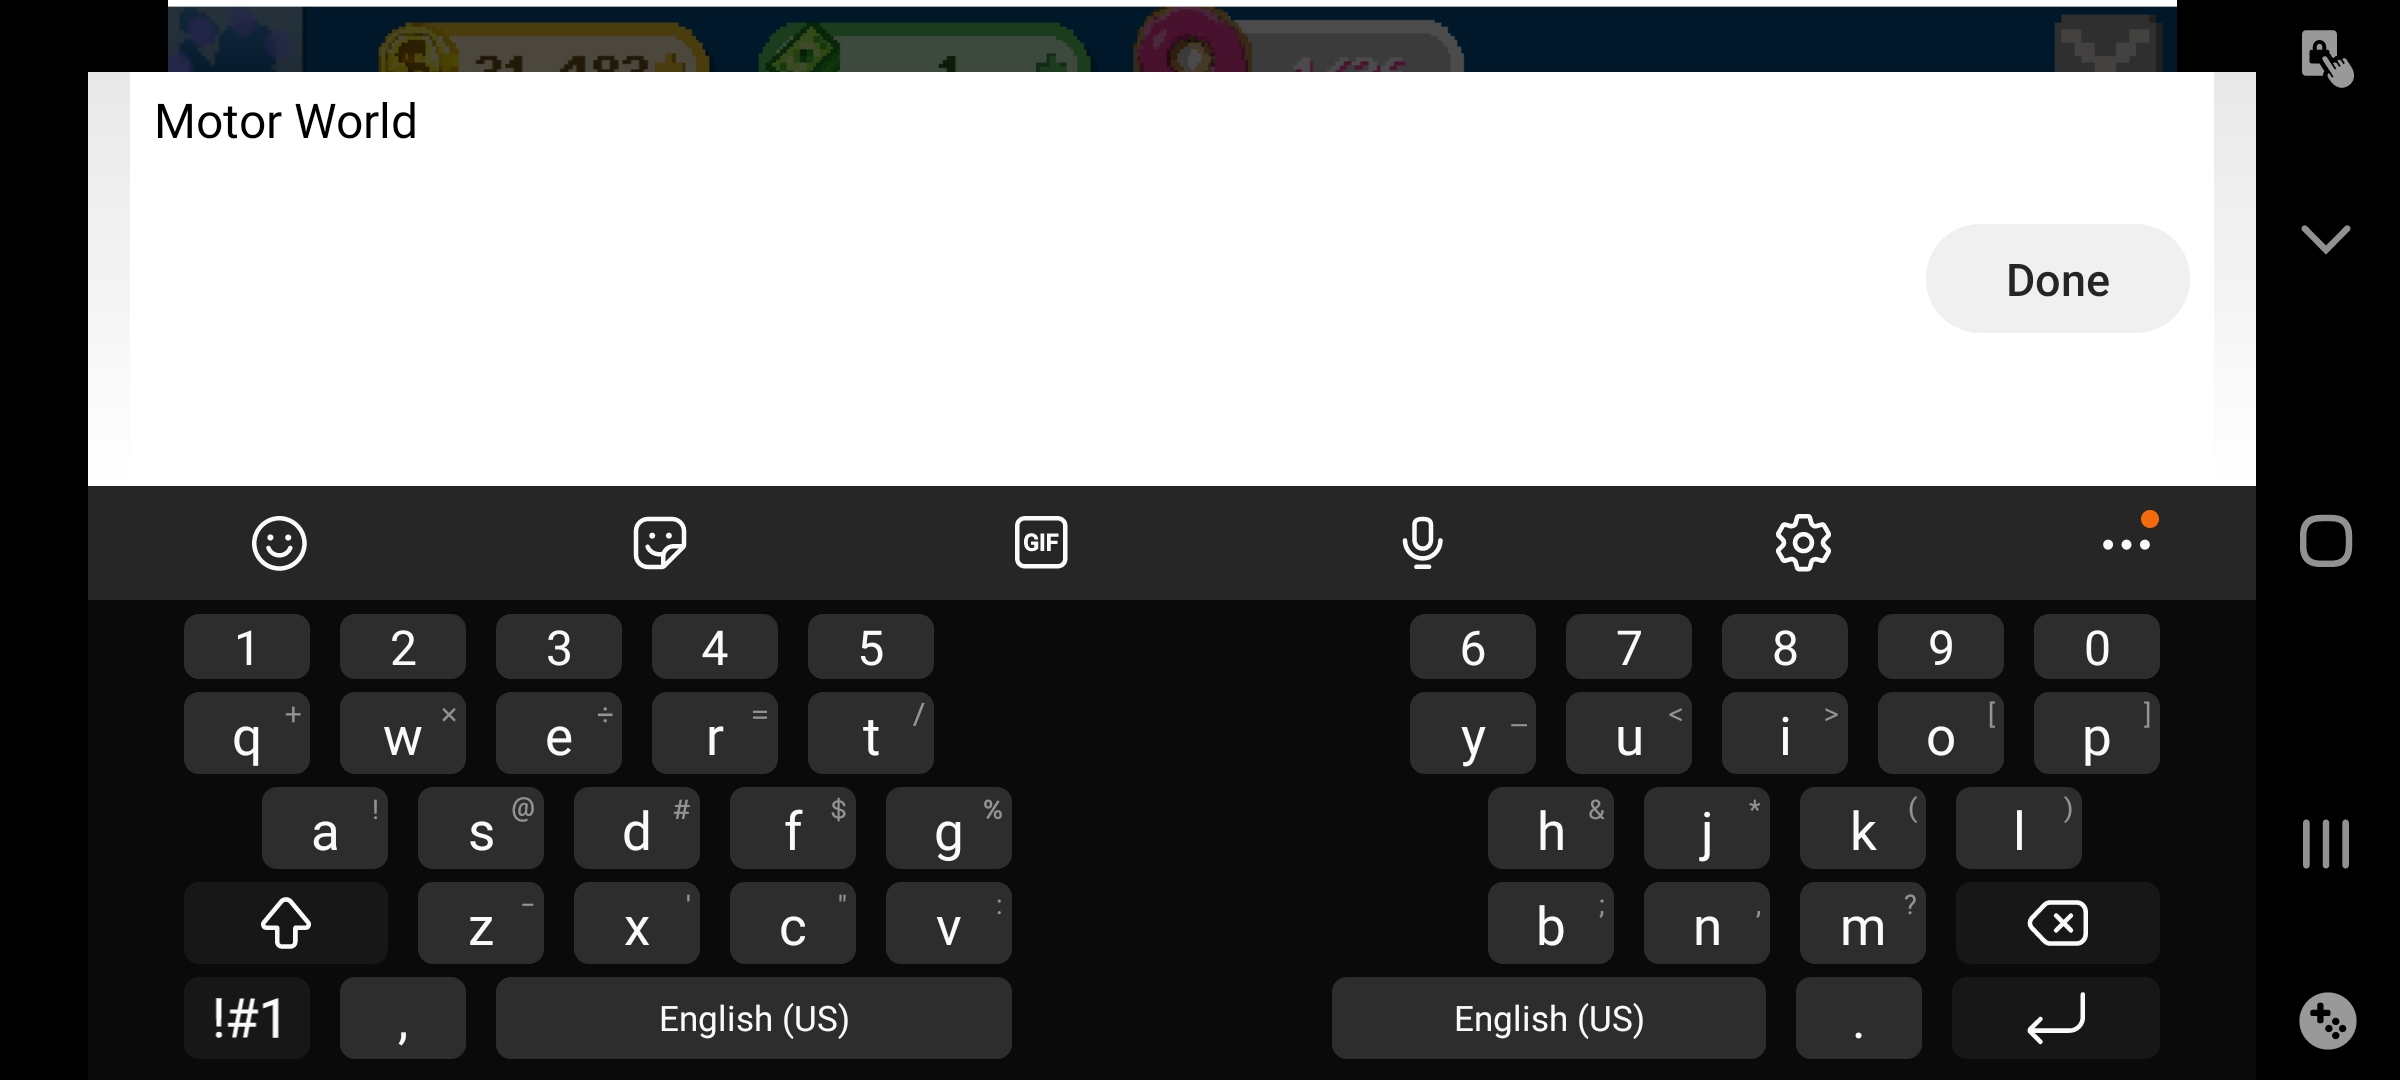 Motor World
Done
GIF
1 2 3 4 5 6 7 8 9 0
q + w × e ÷ r = t / y _ u < i > o [ p ]
a ! s @ d # f $ g % h & j * k ( l )
z - x ' c " v : b ; n , m ?
!#1 , English (US) English (US) .